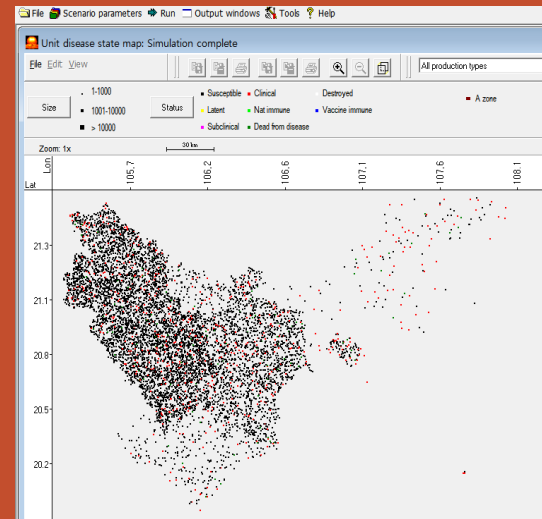 File Scenario parameters Run Output windows Tools ? Help
Unit disease state map: Simulation complete
File Edit View
All production types
Size
1-1000
1001-10000
> 10000
Status
Susceptible Clinical Destroyed
Latent Nat immune Vaccine immune
Subclinical Dead from disease
A zone
Zoom: 1x
30 km
Lon
Lat
105.7 106.2 106.6 107.1 107.6 108.1
21.3
21.1
20.8
20.5
20.2